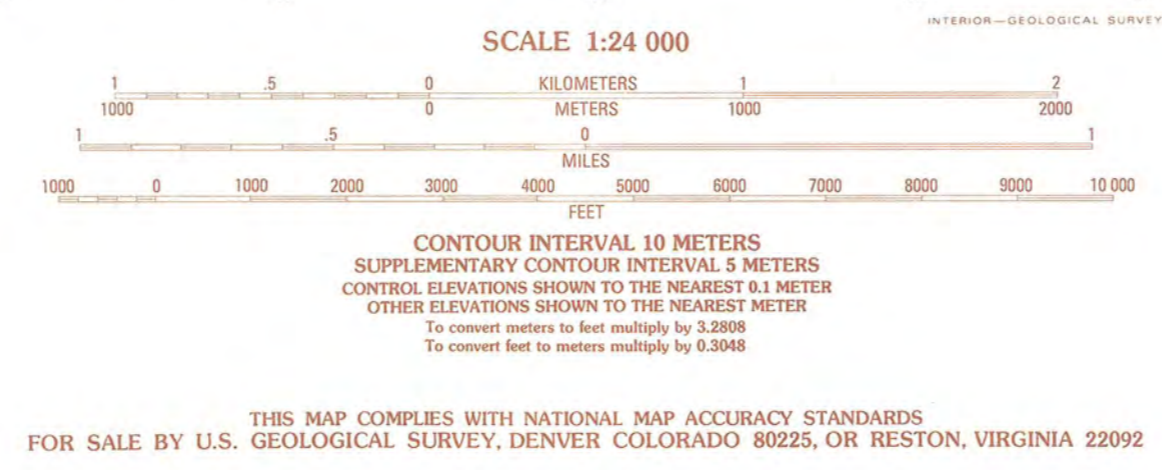 INTERIOR—GEOLOGICAL SURVEY
SCALE 1:24 000
1 .5 0 KILOMETERS 1 2
1000 0 METERS 1000 2000
1 .5 0 1
MILES
1000 0 1000 2000 3000 4000 5000 6000 7000 8000 9000 10 000
FEET
CONTOUR INTERVAL 10 METERS
SUPPLEMENTARY CONTOUR INTERVAL 5 METERS
CONTROL ELEVATIONS SHOWN TO THE NEAREST 0.1 METER
OTHER ELEVATIONS SHOWN TO THE NEAREST METER
To convert meters to feet multiply by 3.2808
To convert feet to meters multiply by 0.3048
THIS MAP COMPLIES WITH NATIONAL MAP ACCURACY STANDARDS
FOR SALE BY U.S. GEOLOGICAL SURVEY, DENVER COLORADO 80225, OR RESTON, VIRGINIA 22092